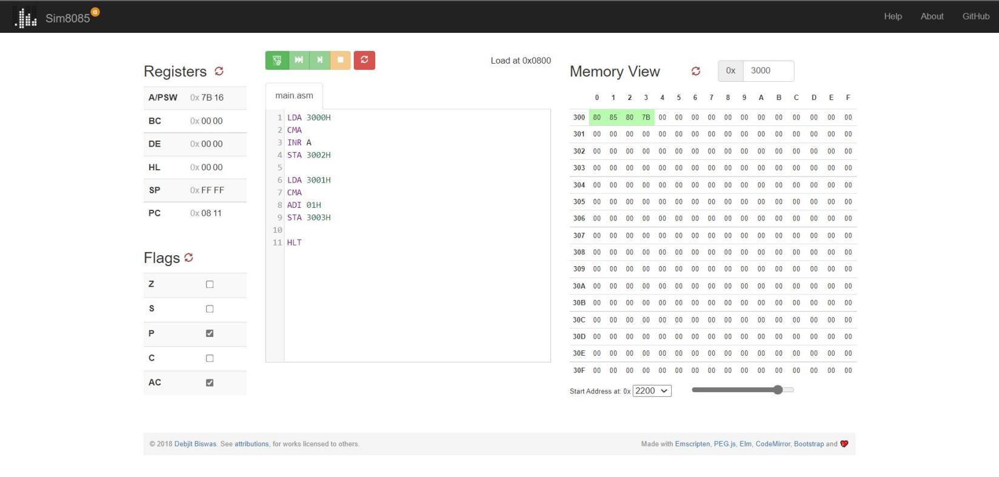 Sim8085 α
Help About GitHub
Registers
A/PSW 0x 7B 16
BC 0x 00 00
DE 0x 00 00
HL 0x 00 00
SP 0x FF FF
PC 0x 08 11
Flags
Z
S
P
C
AC
Load at 0x0800
main.asm
1 LDA 3000H
2 CMA
3 INR A
4 STA 3002H
5
6 LDA 3001H
7 CMA
8 ADI 01H
9 STA 3003H
10
11 HLT
Memory View 0x 3000
0 1 2 3 4 5 6 7 8 9 A B C D E F
300 80 85 80 7B 00 00 00 00 00 00 00 00 00 00 00 00
301 00 00 00 00 00 00 00 00 00 00 00 00 00 00 00 00
302 00 00 00 00 00 00 00 00 00 00 00 00 00 00 00 00
303 00 00 00 00 00 00 00 00 00 00 00 00 00 00 00 00
304 00 00 00 00 00 00 00 00 00 00 00 00 00 00 00 00
305 00 00 00 00 00 00 00 00 00 00 00 00 00 00 00 00
306 00 00 00 00 00 00 00 00 00 00 00 00 00 00 00 00
307 00 00 00 00 00 00 00 00 00 00 00 00 00 00 00 00
308 00 00 00 00 00 00 00 00 00 00 00 00 00 00 00 00
309 00 00 00 00 00 00 00 00 00 00 00 00 00 00 00 00
30A 00 00 00 00 00 00 00 00 00 00 00 00 00 00 00 00
30B 00 00 00 00 00 00 00 00 00 00 00 00 00 00 00 00
30C 00 00 00 00 00 00 00 00 00 00 00 00 00 00 00 00
30D 00 00 00 00 00 00 00 00 00 00 00 00 00 00 00 00
30E 00 00 00 00 00 00 00 00 00 00 00 00 00 00 00 00
30F 00 00 00 00 00 00 00 00 00 00 00 00 00 00 00 00
Start Address at: 0x 2200
© 2018 Debjit Biswas. See attributions, for works licensed to others.
Made with Emscripten, PEG.js, Elm, CodeMirror, Bootstrap and